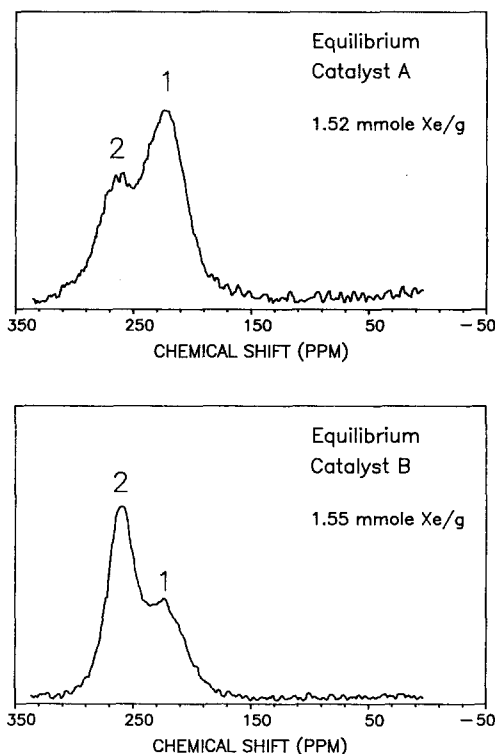 Equilibrium
Catalyst A
1.52 mmole Xe/g
1
2
350 250 150 50 −50
CHEMICAL SHIFT (PPM)
Equilibrium
Catalyst B
1.55 mmole Xe/g
2
1
350 250 150 50 −50
CHEMICAL SHIFT (PPM)